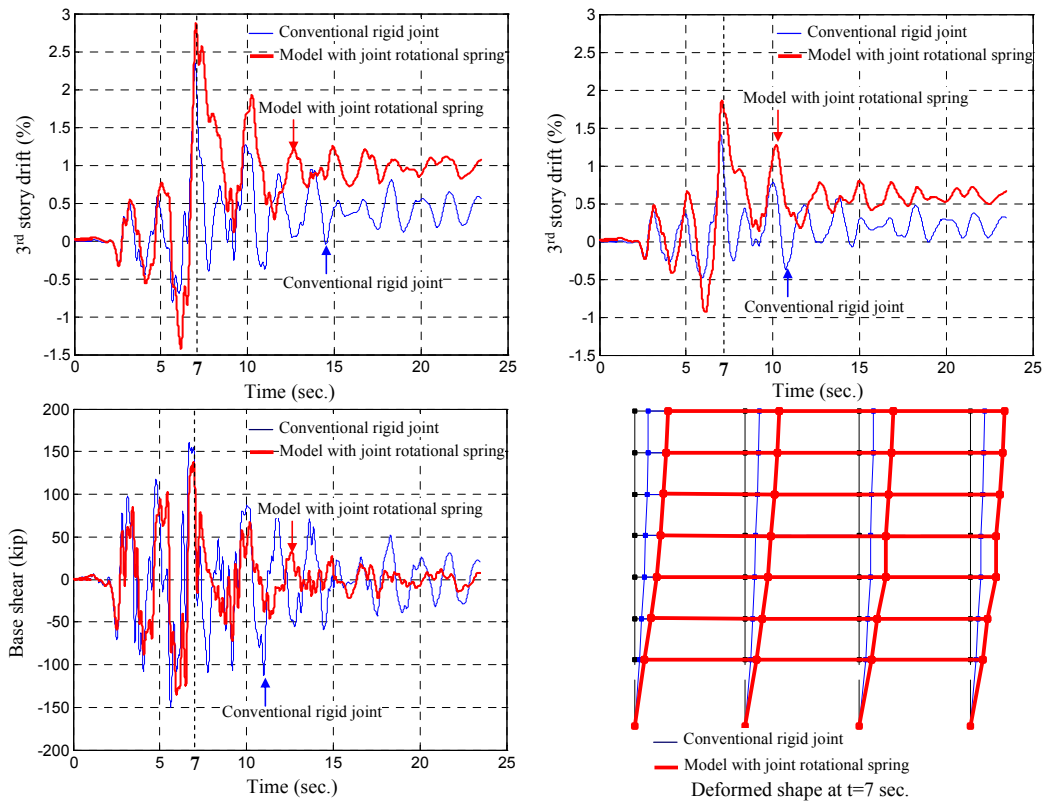 3
2.5
2
1.5
1
0.5
0
-0.5
-1
-1.5
3rd story drift (%)
Conventional rigid joint
Model with joint rotational spring
Model with joint rotational spring
Conventional rigid joint
0 5 7 10 15 20 25
Time (sec.)
3
2.5
2
1.5
1
0.5
0
-0.5
-1
-1.5
3rd story drift (%)
Conventional rigid joint
Model with joint rotational spring
Model with joint rotational spring
Conventional rigid joint
0 5 7 10 15 20 25
Time (sec.)
200
150
100
50
0
-50
-100
-150
-200
Base shear (kip)
Conventional rigid joint
Model with joint rotational spring
Model with joint rotational spring
Conventional rigid joint
0 5 7 10 15 20 25
Time (sec.)
Conventional rigid joint
Model with joint rotational spring
Deformed shape at t=7 sec.